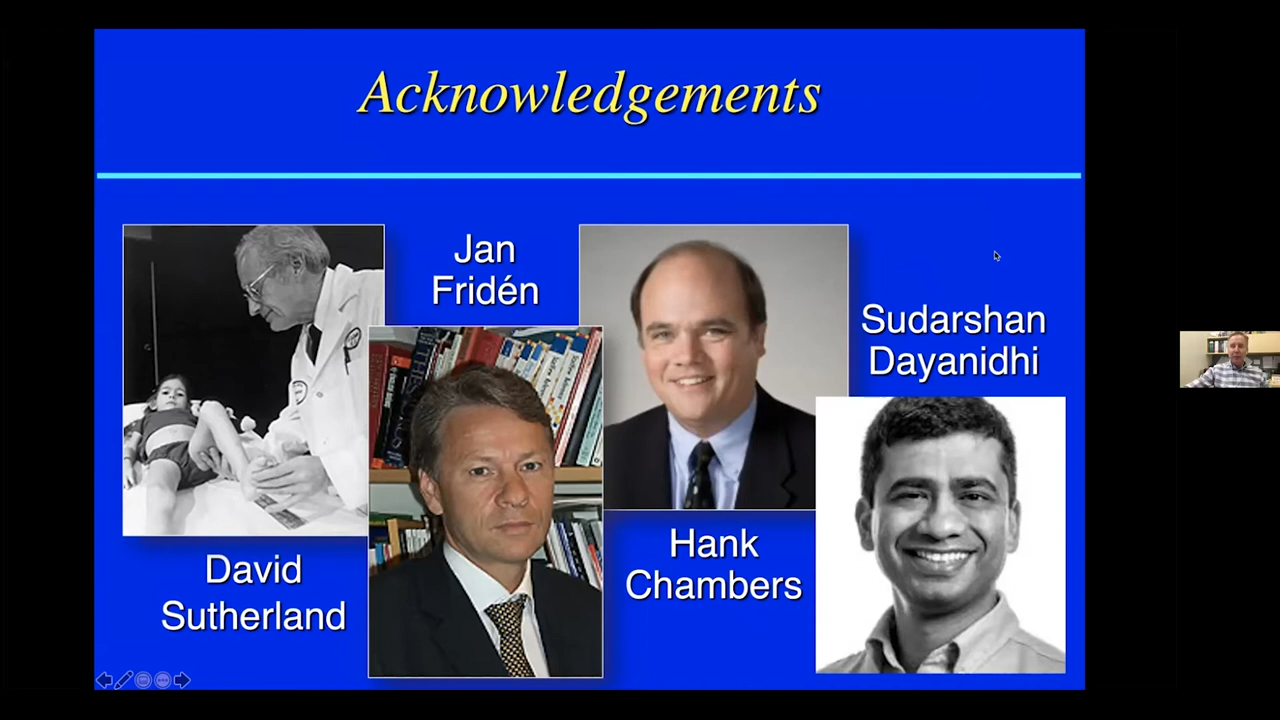 Acknowledgements
Jan
Fridén
Sudarshan
Dayanidhi
Hank
Chambers
David
Sutherland